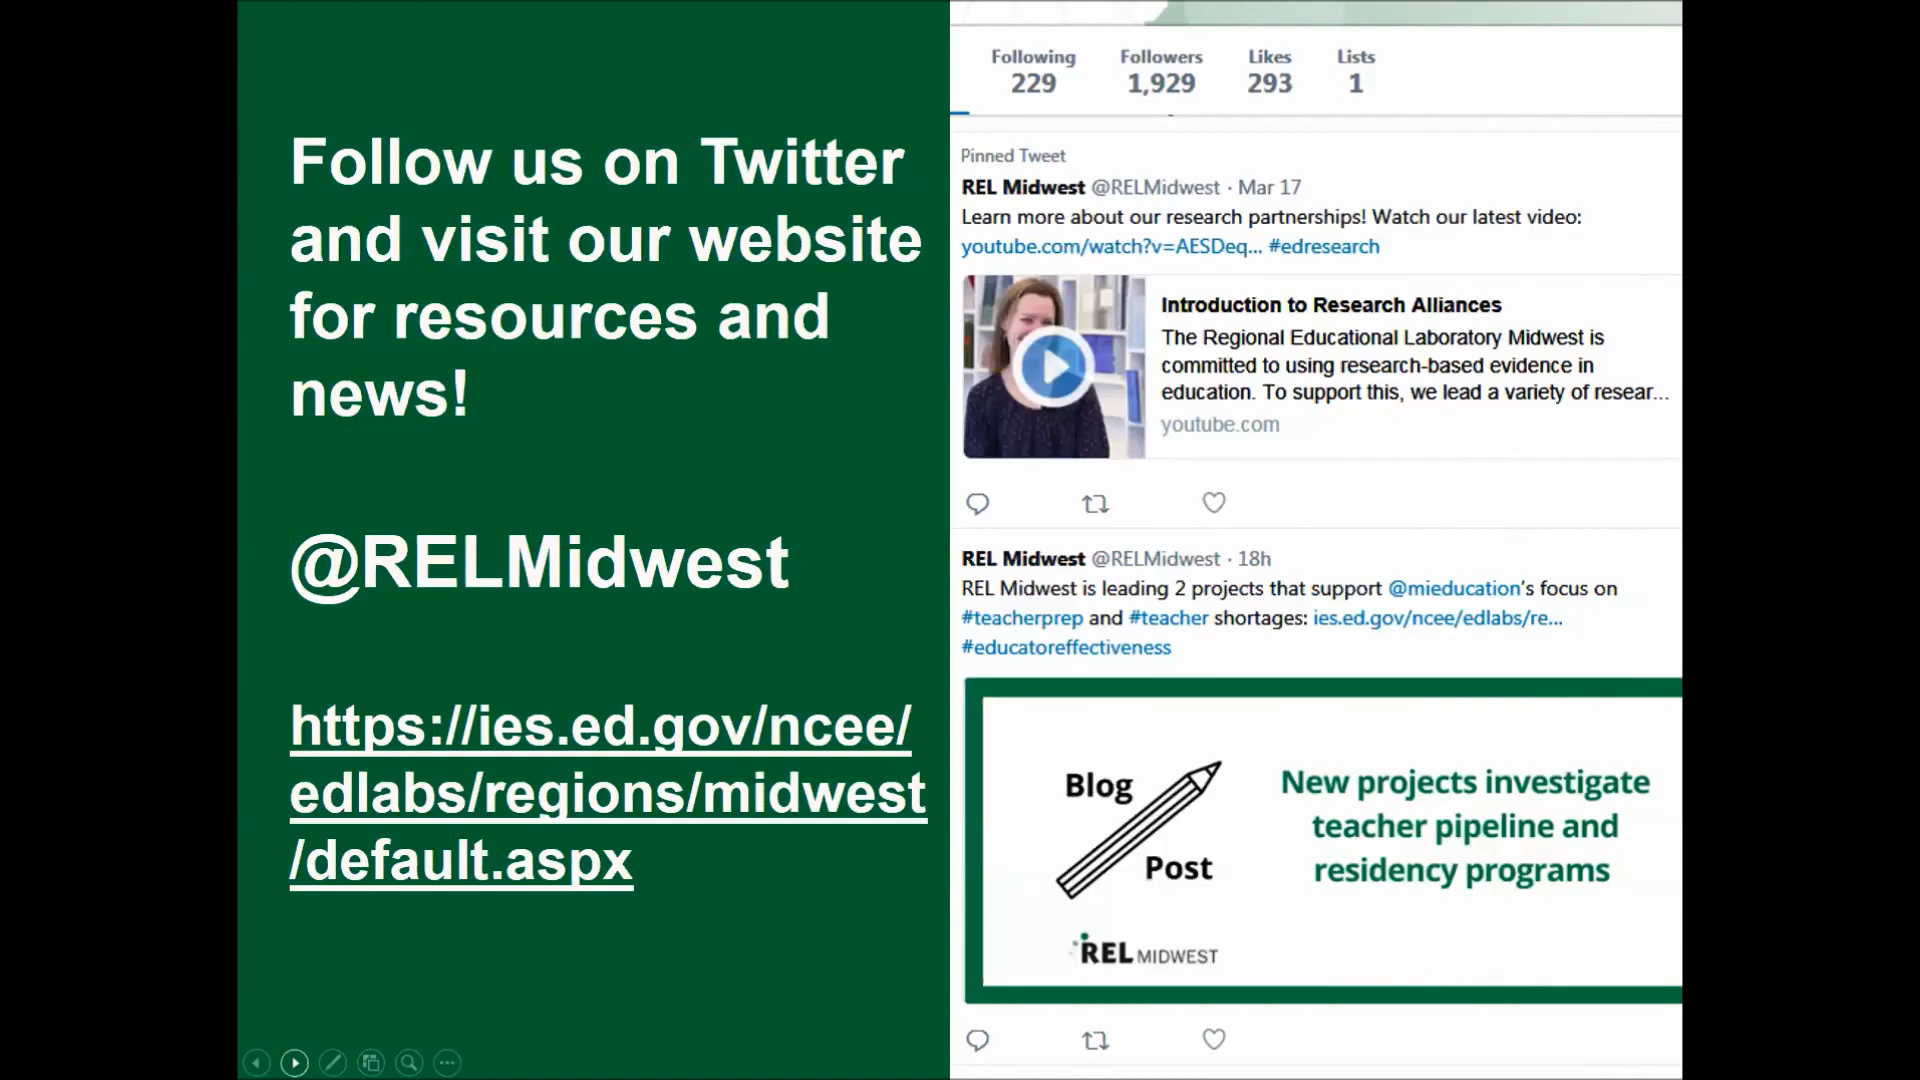 Follow us on Twitter
and visit our website
for resources and
news!
@RELMidwest
https://ies.ed.gov/ncee/
edlabs/regions/midwest
/default.aspx
Following Followers Likes Lists
229 1,929 293 1
Pinned Tweet
REL Midwest @RELMidwest · Mar 17
Learn more about our research partnerships! Watch our latest video:
youtube.com/watch?v=AESDeq... #edresearch
Introduction to Research Alliances
The Regional Educational Laboratory Midwest is
committed to using research-based evidence in
education. To support this, we lead a variety of resear...
youtube.com
REL Midwest @RELMidwest · 18h
REL Midwest is leading 2 projects that support @mieducation's focus on
#teacherprep and #teacher shortages: ies.ed.gov/ncee/edlabs/re...
#educatoreffectiveness
Blog
Post
New projects investigate
teacher pipeline and
residency programs
REL MIDWEST